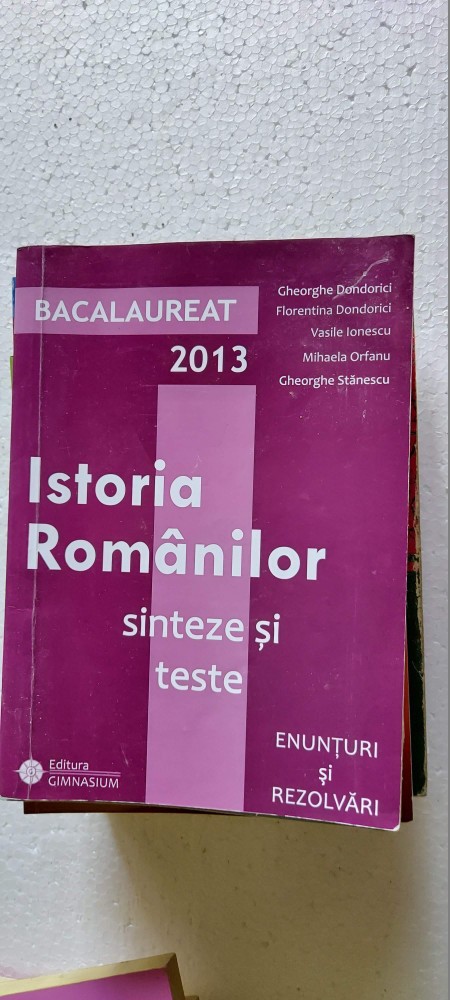 Gheorghe Dondorici
Florentina Dondorici
Vasile Ionescu
Mihaela Orfanu
Gheorghe Stănescu
BACALAUREAT
2013
Istoria
Românilor
sinteze și
teste
ENUNȚURI
și
REZOLVĂRI
Editura
GIMNASIUM